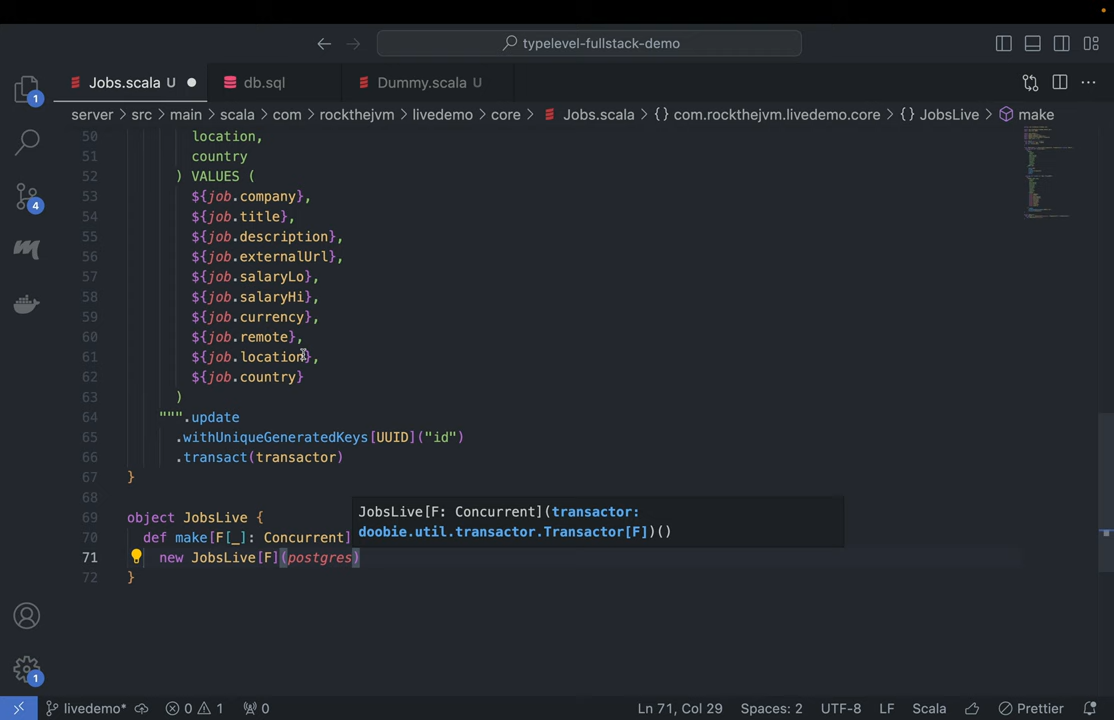 typelevel-fullstack-demo
Jobs.scala U db.sql Dummy.scala U
server > src > main > scala > com > rockthejvm > livedemo > core > Jobs.scala > {} com.rockthejvm.livedemo.core > {} JobsLive > make
50 location,
51 country
52 ) VALUES (
53 ${job.company},
54 ${job.title},
55 ${job.description},
56 ${job.externalUrl},
57 ${job.salaryLo},
58 ${job.salaryHi},
59 ${job.currency},
60 ${job.remote},
61 ${job.location},
62 ${job.country}
63 )
64 """.update
65 .withUniqueGeneratedKeys[UUID]("id")
66 .transact(transactor)
67 }
68
JobsLive[F: Concurrent](transactor:
doobie.util.transactor.Transactor[F])()
69 object JobsLive {
70 def make[F[_]: Concurrent]
71 new JobsLive[F](postgres)
72 }
1
4
1
livedemo* 0 1 0 Ln 71, Col 29 Spaces: 2 UTF-8 LF Scala Prettier